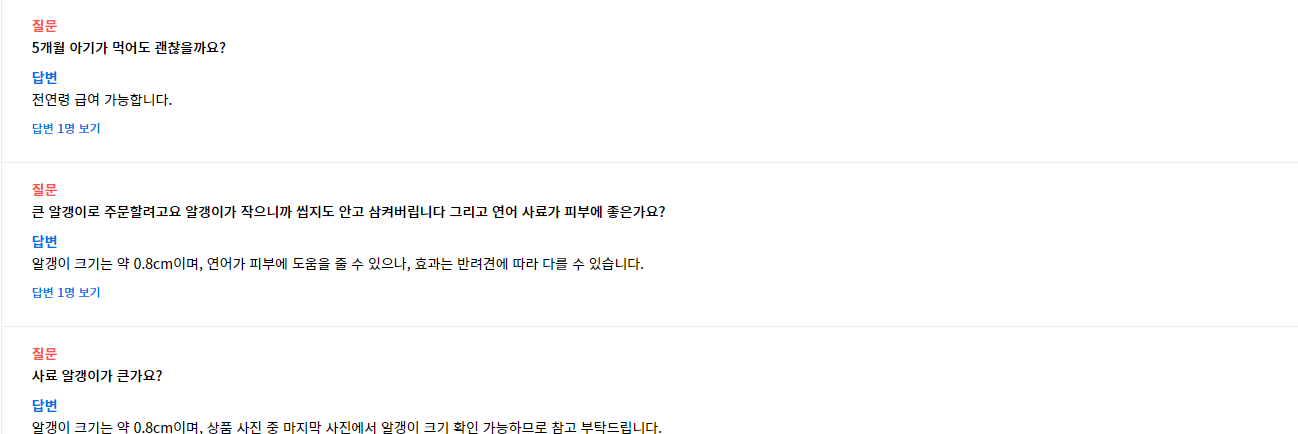 질문
5개월 아기가 먹어도 괜찮을까요?
답변
전연령 급여 가능합니다.
답변 1명 보기
질문
큰 알갱이로 주문할려고요 알갱이가 작으니까 씹지도 안고 삼켜버립니다 그리고 연어 사료가 피부에 좋은가요?
답변
알갱이 크기는 약 0.8cm이며, 연어가 피부에 도움을 줄 수 있으나, 효과는 반려견에 따라 다를 수 있습니다.
답변 1명 보기
질문
사료 알갱이가 큰가요?
답변
알갱이 크기는 약 0.8cm이며, 상품 사진 중 마지막 사진에서 알갱이 크기 확인 가능하므로 참고 부탁드립니다.